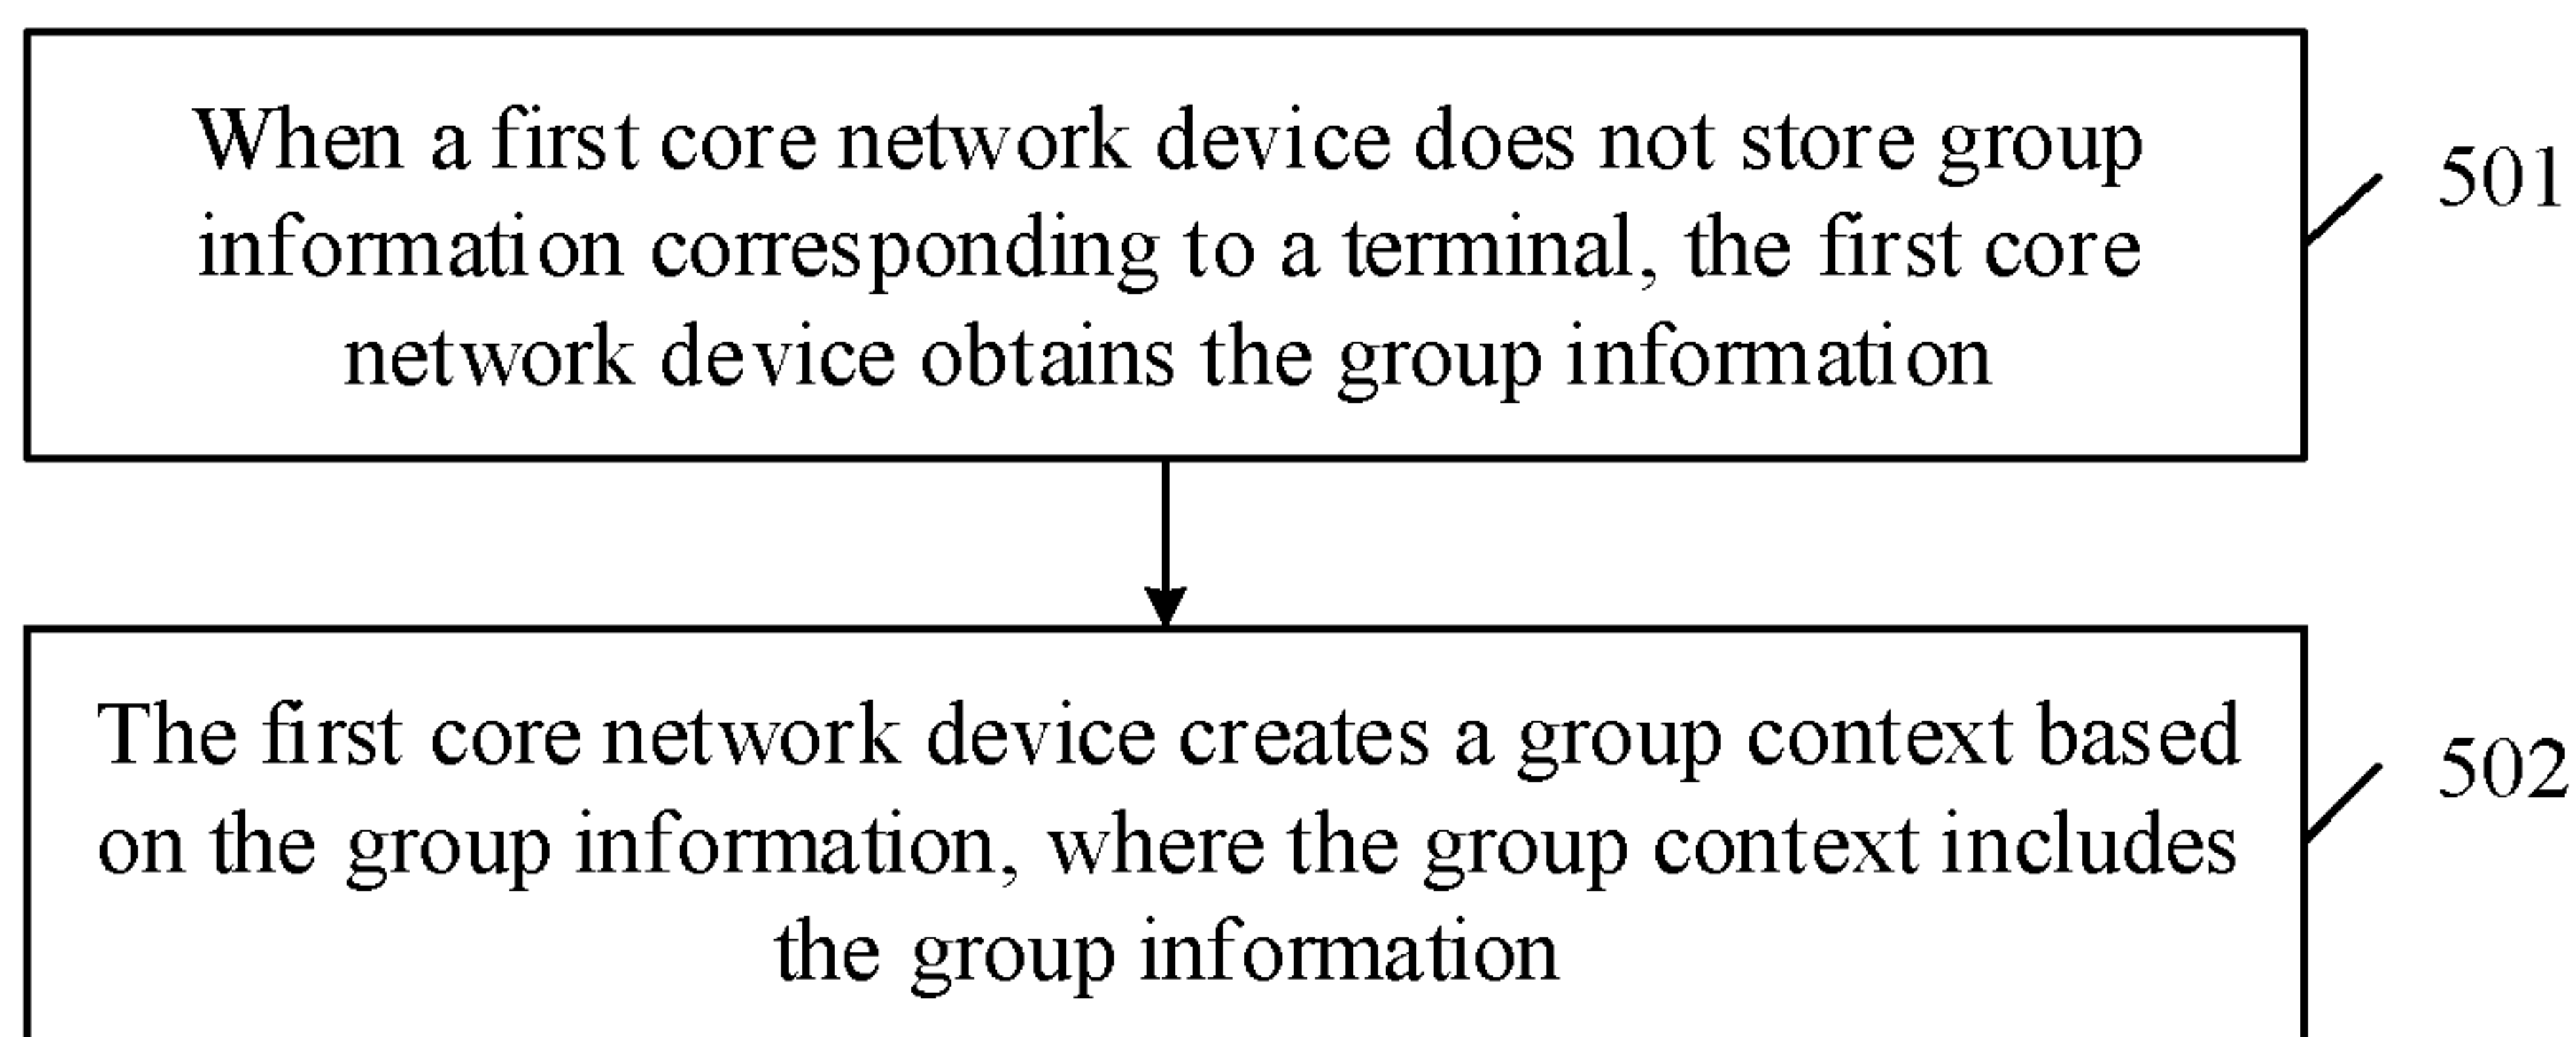 When a first core network device does not store group
information corresponding to a terminal, the first core
network device obtains the group information
501
The first core network device creates a group context based
on the group information, where the group context includes
the group information
502